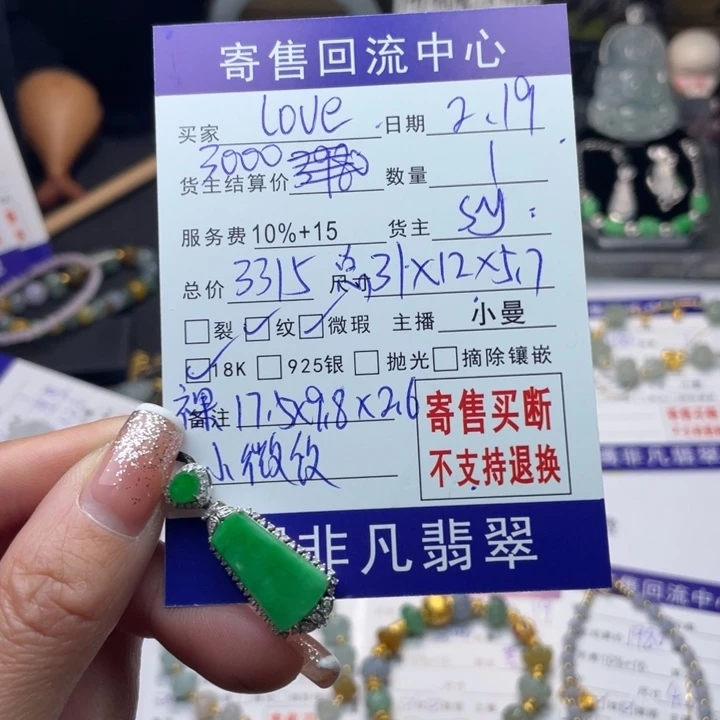 寄售回流中心
买家 love 日期 2.19
货主结算价 3000 数量 1
服务费 10%+15 货主 SY:
总价 3315 总尺寸 31×12×5.7
裂 纹 微瑕 主播 小曼
18K 925银 抛光 摘除镶嵌
裸 备注 17.5×9.8×2.6 寄售买断
小微纹 不支持退换
非凡翡翠
回流中心
非凡翡翠